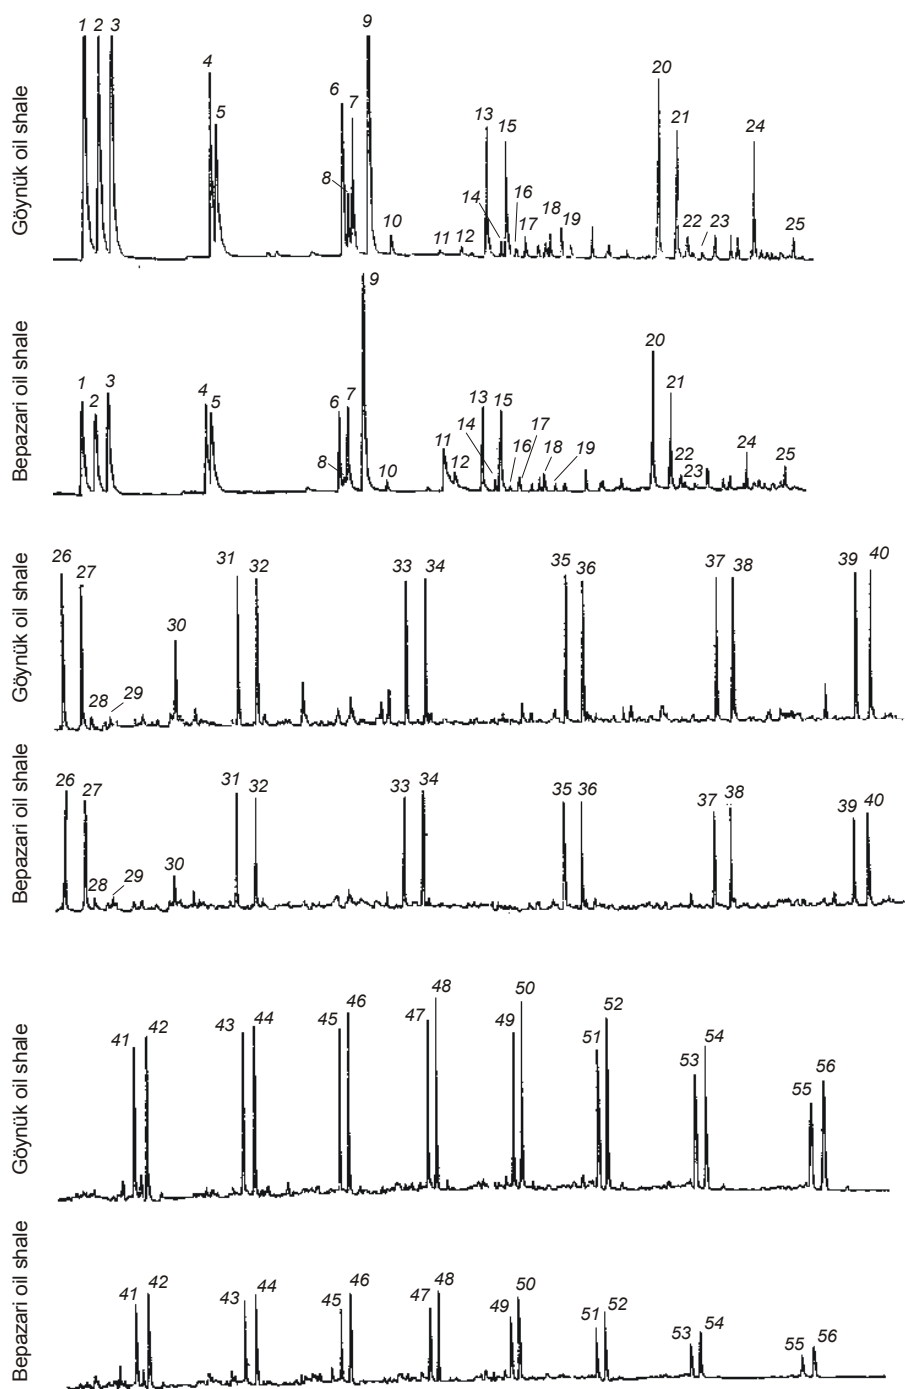 Göynük oil shale
1 2 3 4 5 6 7 8 9 10 11 12 13 14 15 16 17 18 19 20 21 22 23 24 25
Bepazari oil shale
1 2 3 4 5 6 7 8 9 10 11 12 13 14 15 16 17 18 19 20 21 22 23 24 25
Göynük oil shale
26 27 28 29 30 31 32 33 34 35 36 37 38 39 40
Bepazari oil shale
26 27 28 29 30 31 32 33 34 35 36 37 38 39 40
Göynük oil shale
41 42 43 44 45 46 47 48 49 50 51 52 53 54 55 56
Bepazari oil shale
41 42 43 44 45 46 47 48 49 50 51 52 53 54 55 56